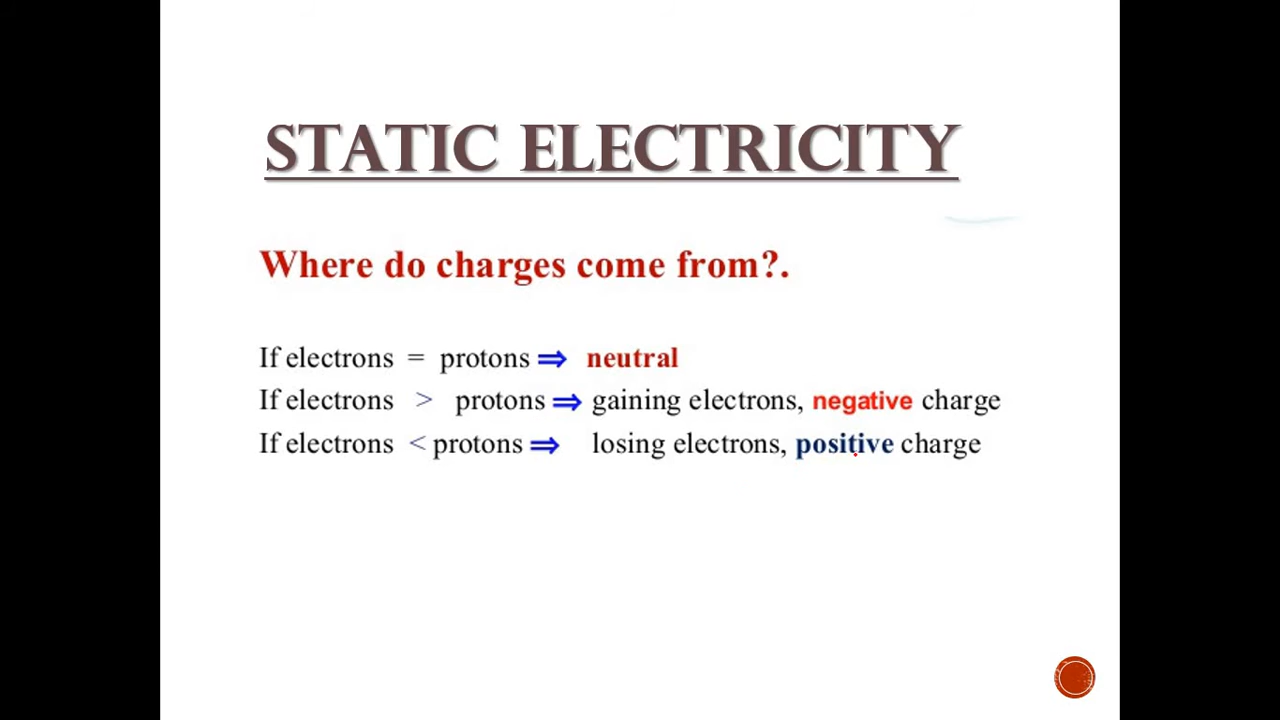 STATIC ELECTRICITY
Where do charges come from?.
If electrons = protons ⇒ neutral
If electrons > protons ⇒ gaining electrons, negative charge
If electrons < protons ⇒ losing electrons, positive charge